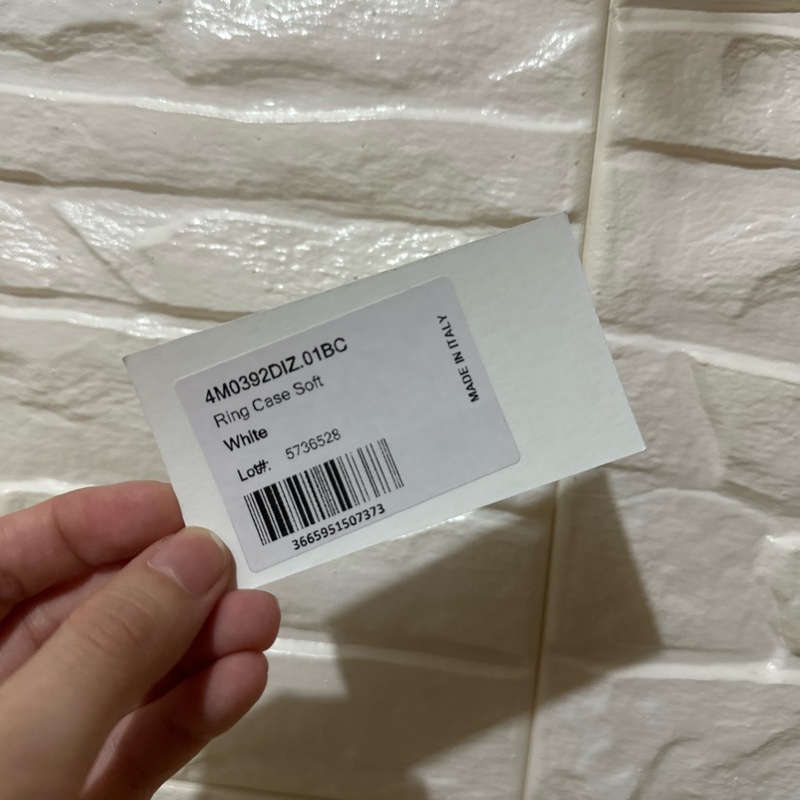 4M0392DIZ.01BC
Ring Case Soft
White
Lot#: 5736528
3665951507373
MADE IN ITALY